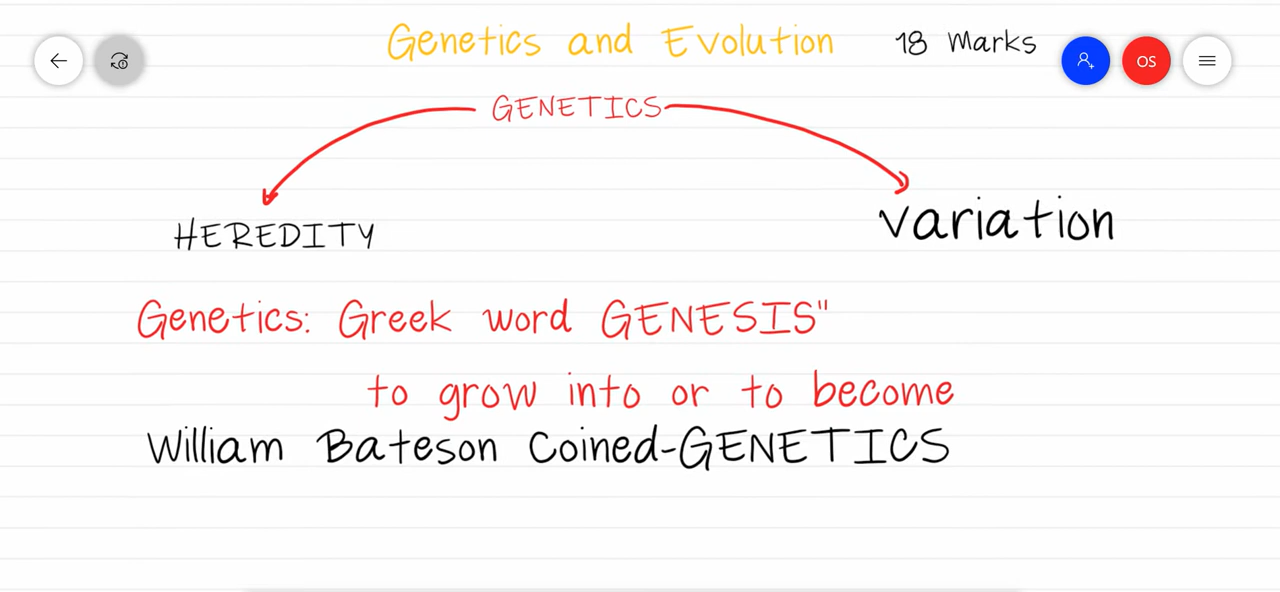 Genetics and Evolution 18 Marks
OS
GENETICS
HEREDITY variation
Genetics: Greek word GENESIS"
to grow into or to become
William Bateson Coined-GENETICS